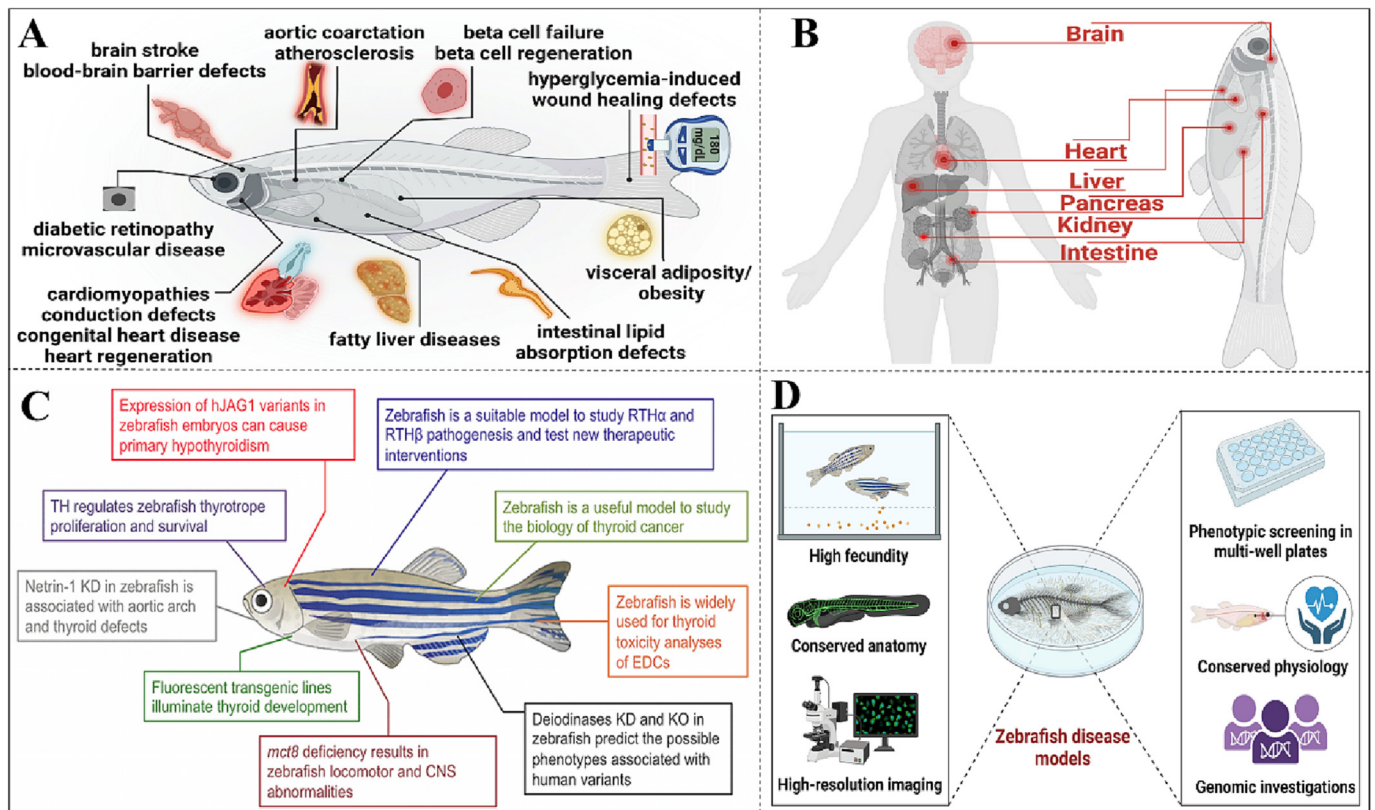 A
brain stroke
blood-brain barrier defects
aortic coarctation
atherosclerosis
beta cell failure
beta cell regeneration
hyperglycemia-induced
wound healing defects
180
mg/dL
diabetic retinopathy
microvascular disease
cardiomyopathies
conduction defects
congenital heart disease
heart regeneration
fatty liver diseases
intestinal lipid
absorption defects
visceral adiposity/
obesity
B
Brain
Heart
Liver
Pancreas
Kidney
Intestine
C
Expression of hJAG1 variants in
zebrafish embryos can cause
primary hypothyroidism
Zebrafish is a suitable model to study RTHα and
RTHβ pathogenesis and test new therapeutic
interventions
TH regulates zebrafish thyrotrope
proliferation and survival
Zebrafish is a useful model to study
the biology of thyroid cancer
Netrin-1 KD in zebrafish is
associated with aortic arch
and thyroid defects
Zebrafish is widely
used for thyroid
toxicity analyses
of EDCs
Fluorescent transgenic lines
illuminate thyroid development
mct8 deficiency results in
zebrafish locomotor and CNS
abnormalities
Deiodinases KD and KO in
zebrafish predict the possible
phenotypes associated with
human variants
D
High fecundity
Conserved anatomy
High-resolution imaging
Zebrafish disease
models
Phenotypic screening in
multi-well plates
Conserved physiology
Genomic investigations